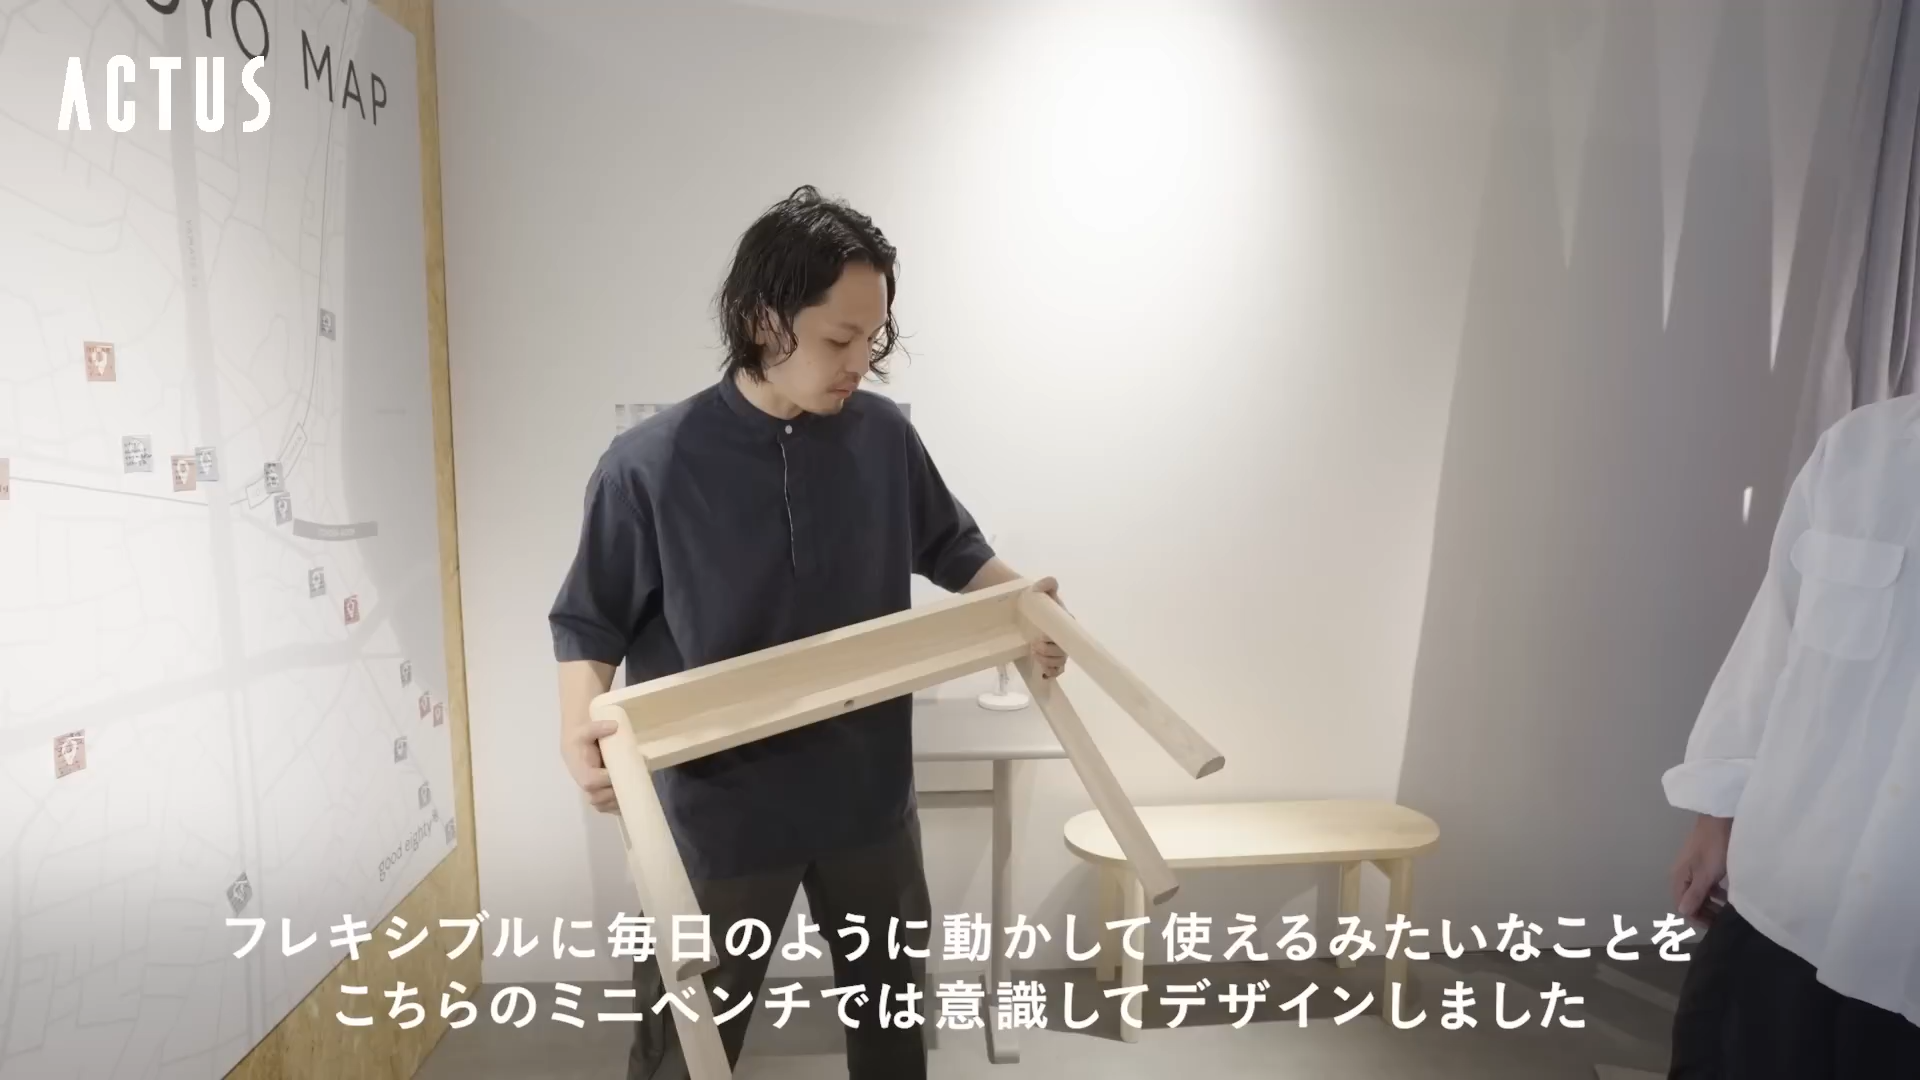 ACTUS
MAP
good eighty%
フレキシブルに毎日のように動かして使えるみたいなことを
こちらのミニベンチでは意識してデザインしました